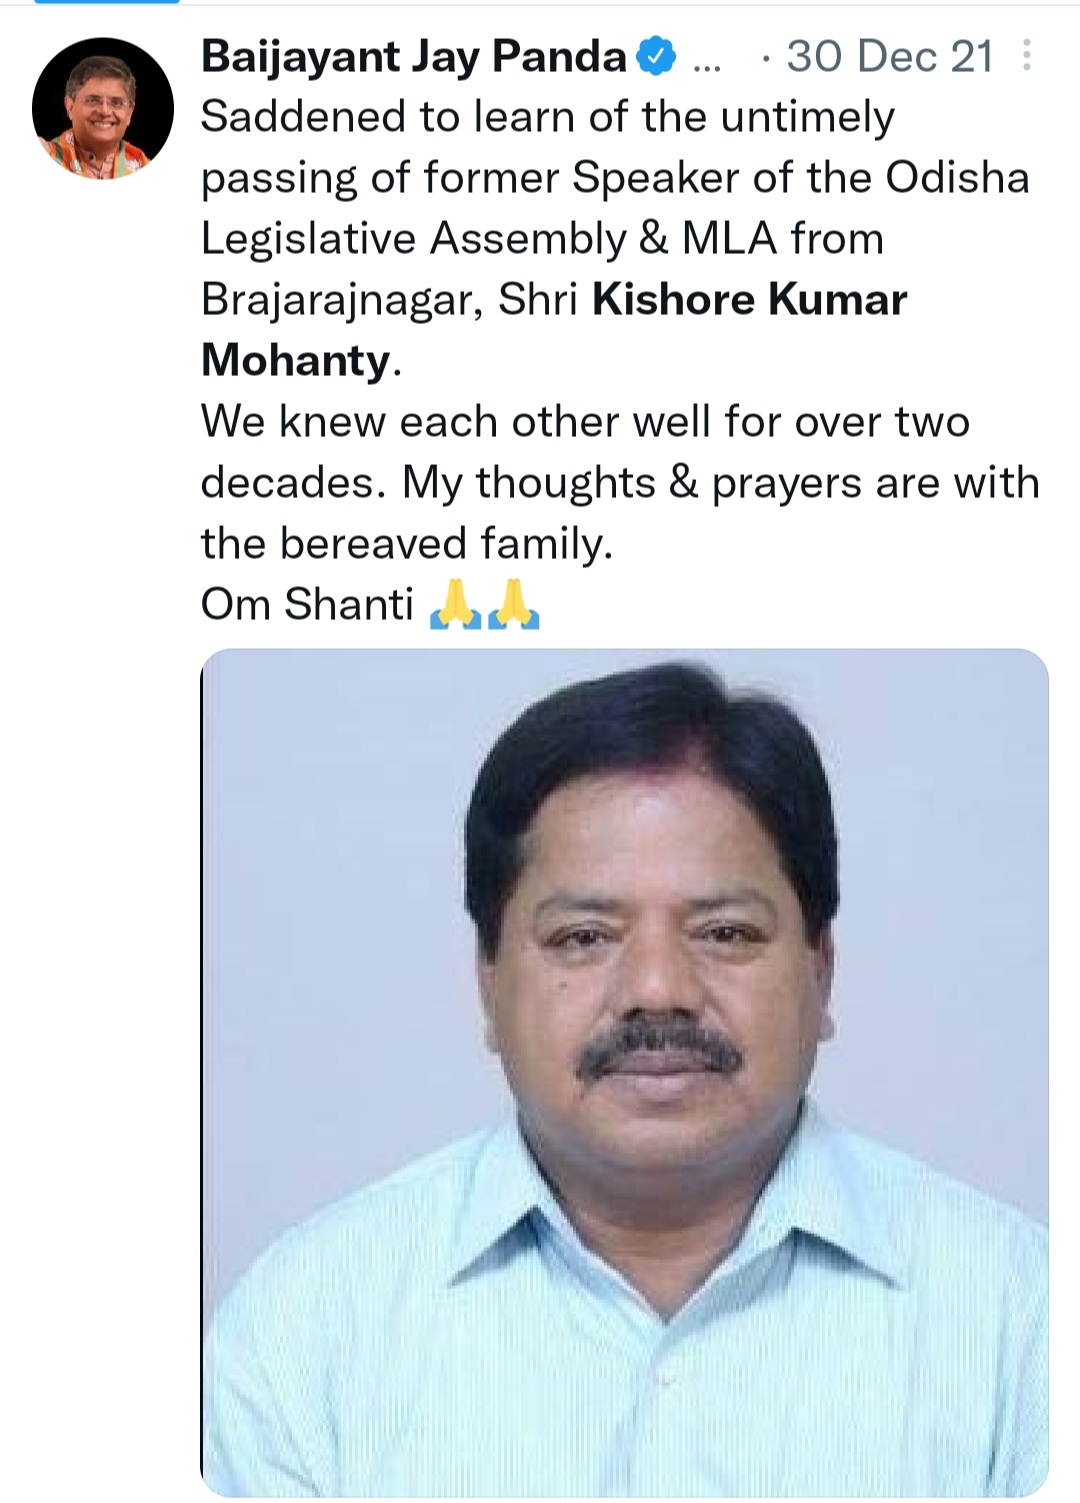 Baijayant Jay Panda ... · 30 Dec 21
Saddened to learn of the untimely
passing of former Speaker of the Odisha
Legislative Assembly & MLA from
Brajarajnagar, Shri Kishore Kumar
Mohanty.
We knew each other well for over two
decades. My thoughts & prayers are with
the bereaved family.
Om Shanti 🙏🙏